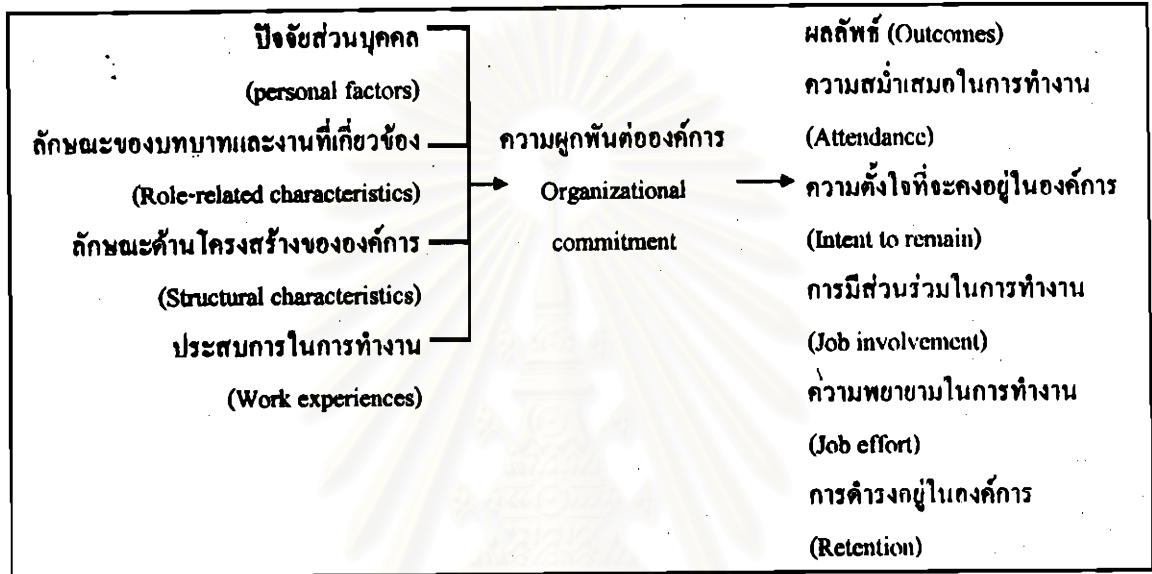 ปัจจัยส่วนบุคคล
(personal factors)
ลักษณะของบทบาทและงานที่เกี่ยวข้อง
(Role-related characteristics)
ลักษณะด้านโครงสร้างขององค์การ
(Structural characteristics)
ประสบการในการทำงาน
(Work experiences)
ความผูกพันต่อองค์การ
Organizational
commitment
ผลลัพธ์ (Outcomes)
ความสม่ำเสมอในการทำงาน
(Attendance)
ความตั้งใจที่จะคงอยู่ในองค์การ
(Intent to remain)
การมีส่วนร่วมในการทำงาน
(Job involvement)
ความพยายามในการทำงาน
(Job effort)
การดำรงอยู่ในองค์การ
(Retention)